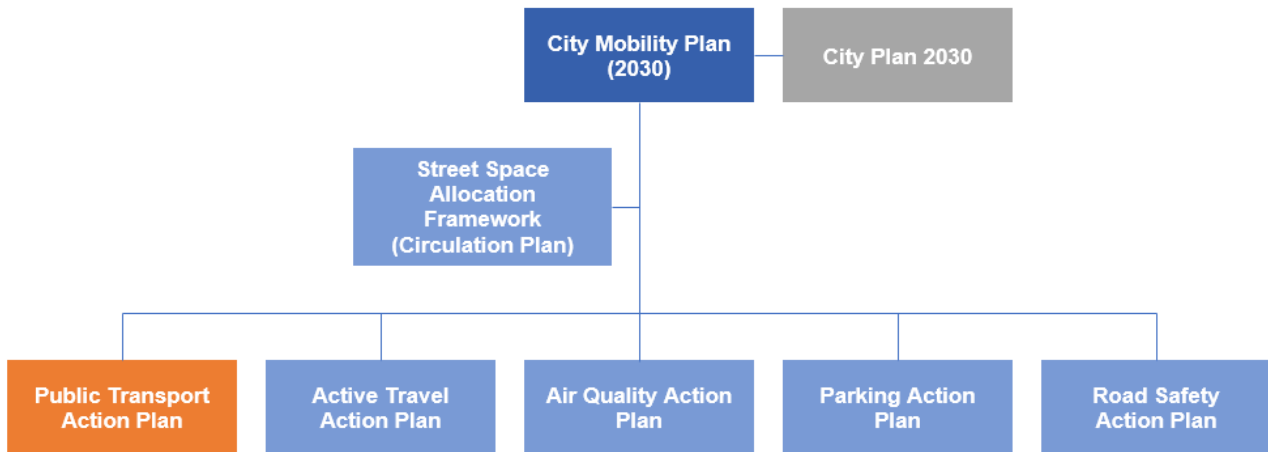 City Mobility Plan
(2030)
City Plan 2030
Street Space
Allocation
Framework
(Circulation Plan)
Public Transport
Action Plan
Active Travel
Action Plan
Air Quality Action
Plan
Parking Action
Plan
Road Safety
Action Plan